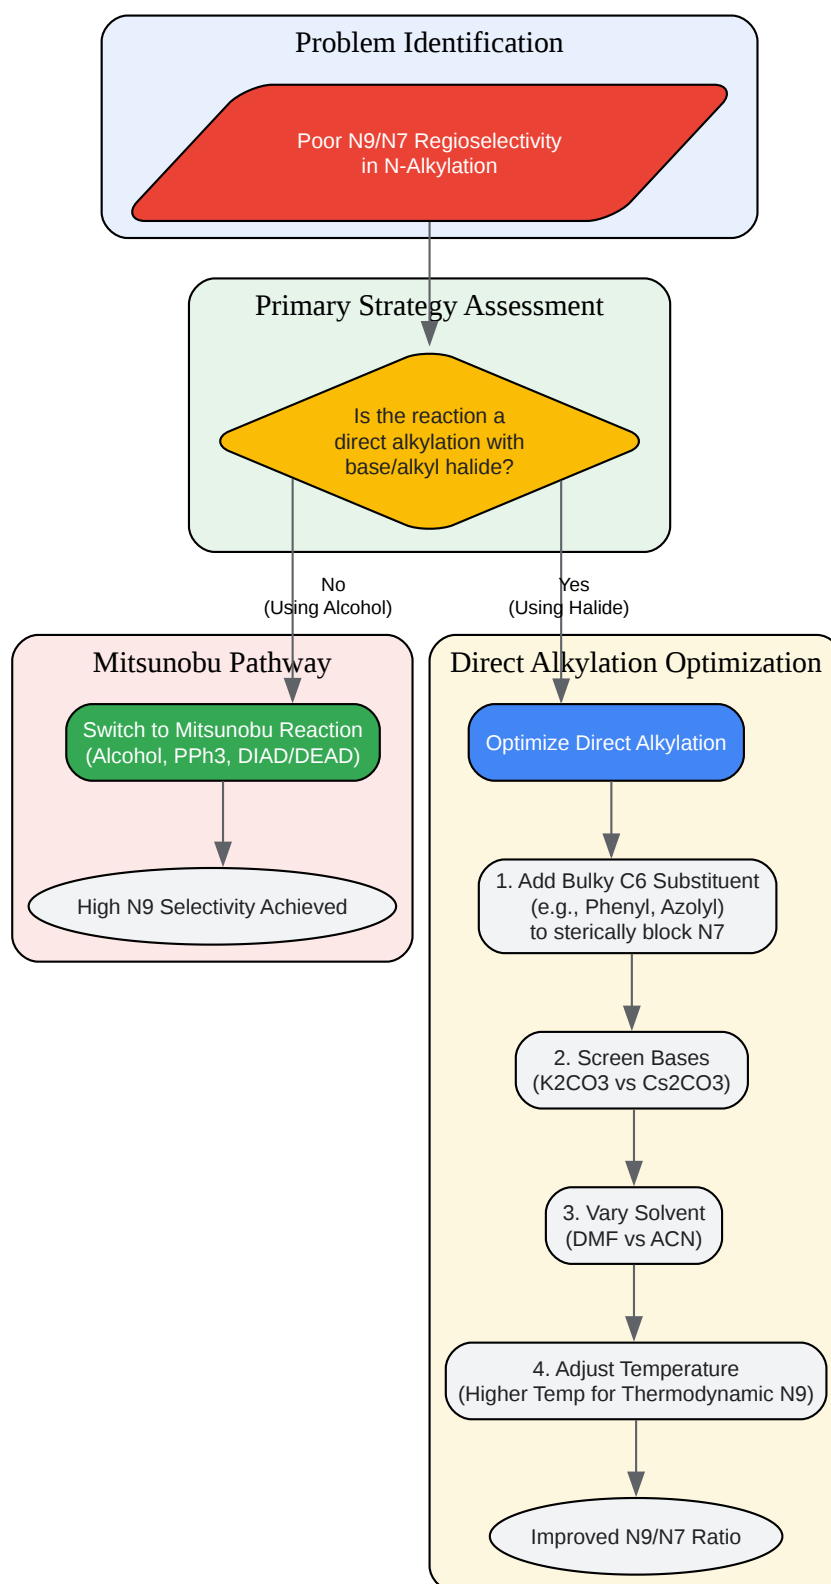 Problem Identification
Poor N9/N7 Regioselectivity
in N-Alkylation
Primary Strategy Assessment
Is the reaction a
direct alkylation with
base/alkyl halide?
No
(Using Alcohol)
Yes
(Using Halide)
Mitsunobu Pathway
Switch to Mitsunobu Reaction
(Alcohol, PPh3, DIAD/DEAD)
High N9 Selectivity Achieved
Direct Alkylation Optimization
Optimize Direct Alkylation
1. Add Bulky C6 Substituent
(e.g., Phenyl, Azolyl)
to sterically block N7
2. Screen Bases
(K2CO3 vs Cs2CO3)
3. Vary Solvent
(DMF vs ACN)
4. Adjust Temperature
(Higher Temp for Thermodynamic N9)
Improved N9/N7 Ratio